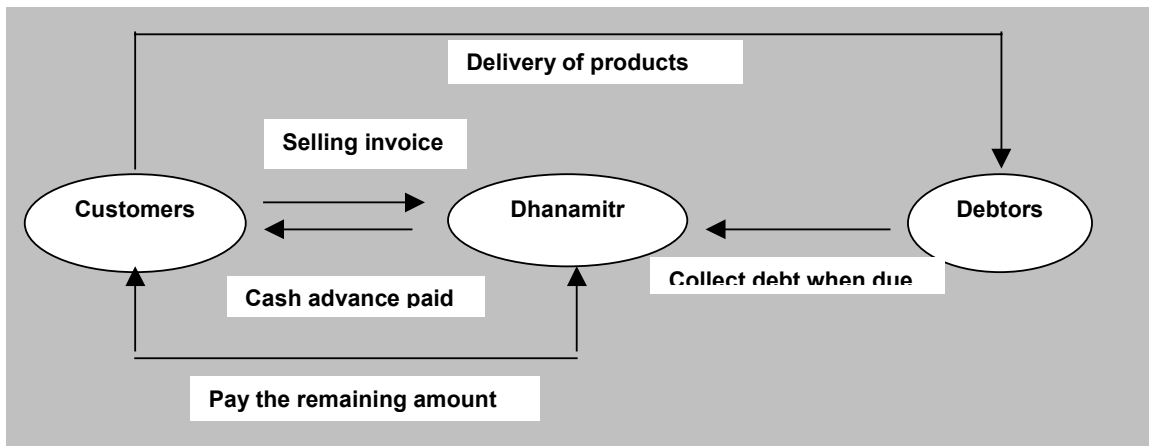 Delivery of products
Selling invoice
Customers
Dhanamitr
Debtors
Cash advance paid
Collect debt when due
Pay the remaining amount